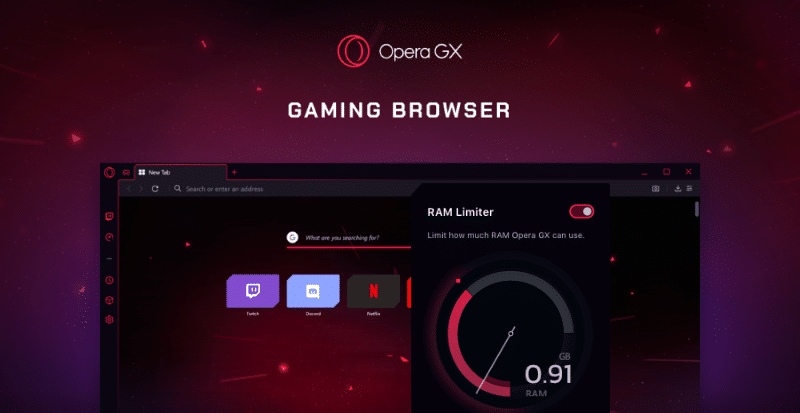 Opera GX
GAMING BROWSER
GX
New Tab
Search or enter an address
RAM Limiter
Limit how much RAM Opera GX can use.
G
What are you searching for?
Twitch
Discord
N
Netflix
GB
0.91
RAM